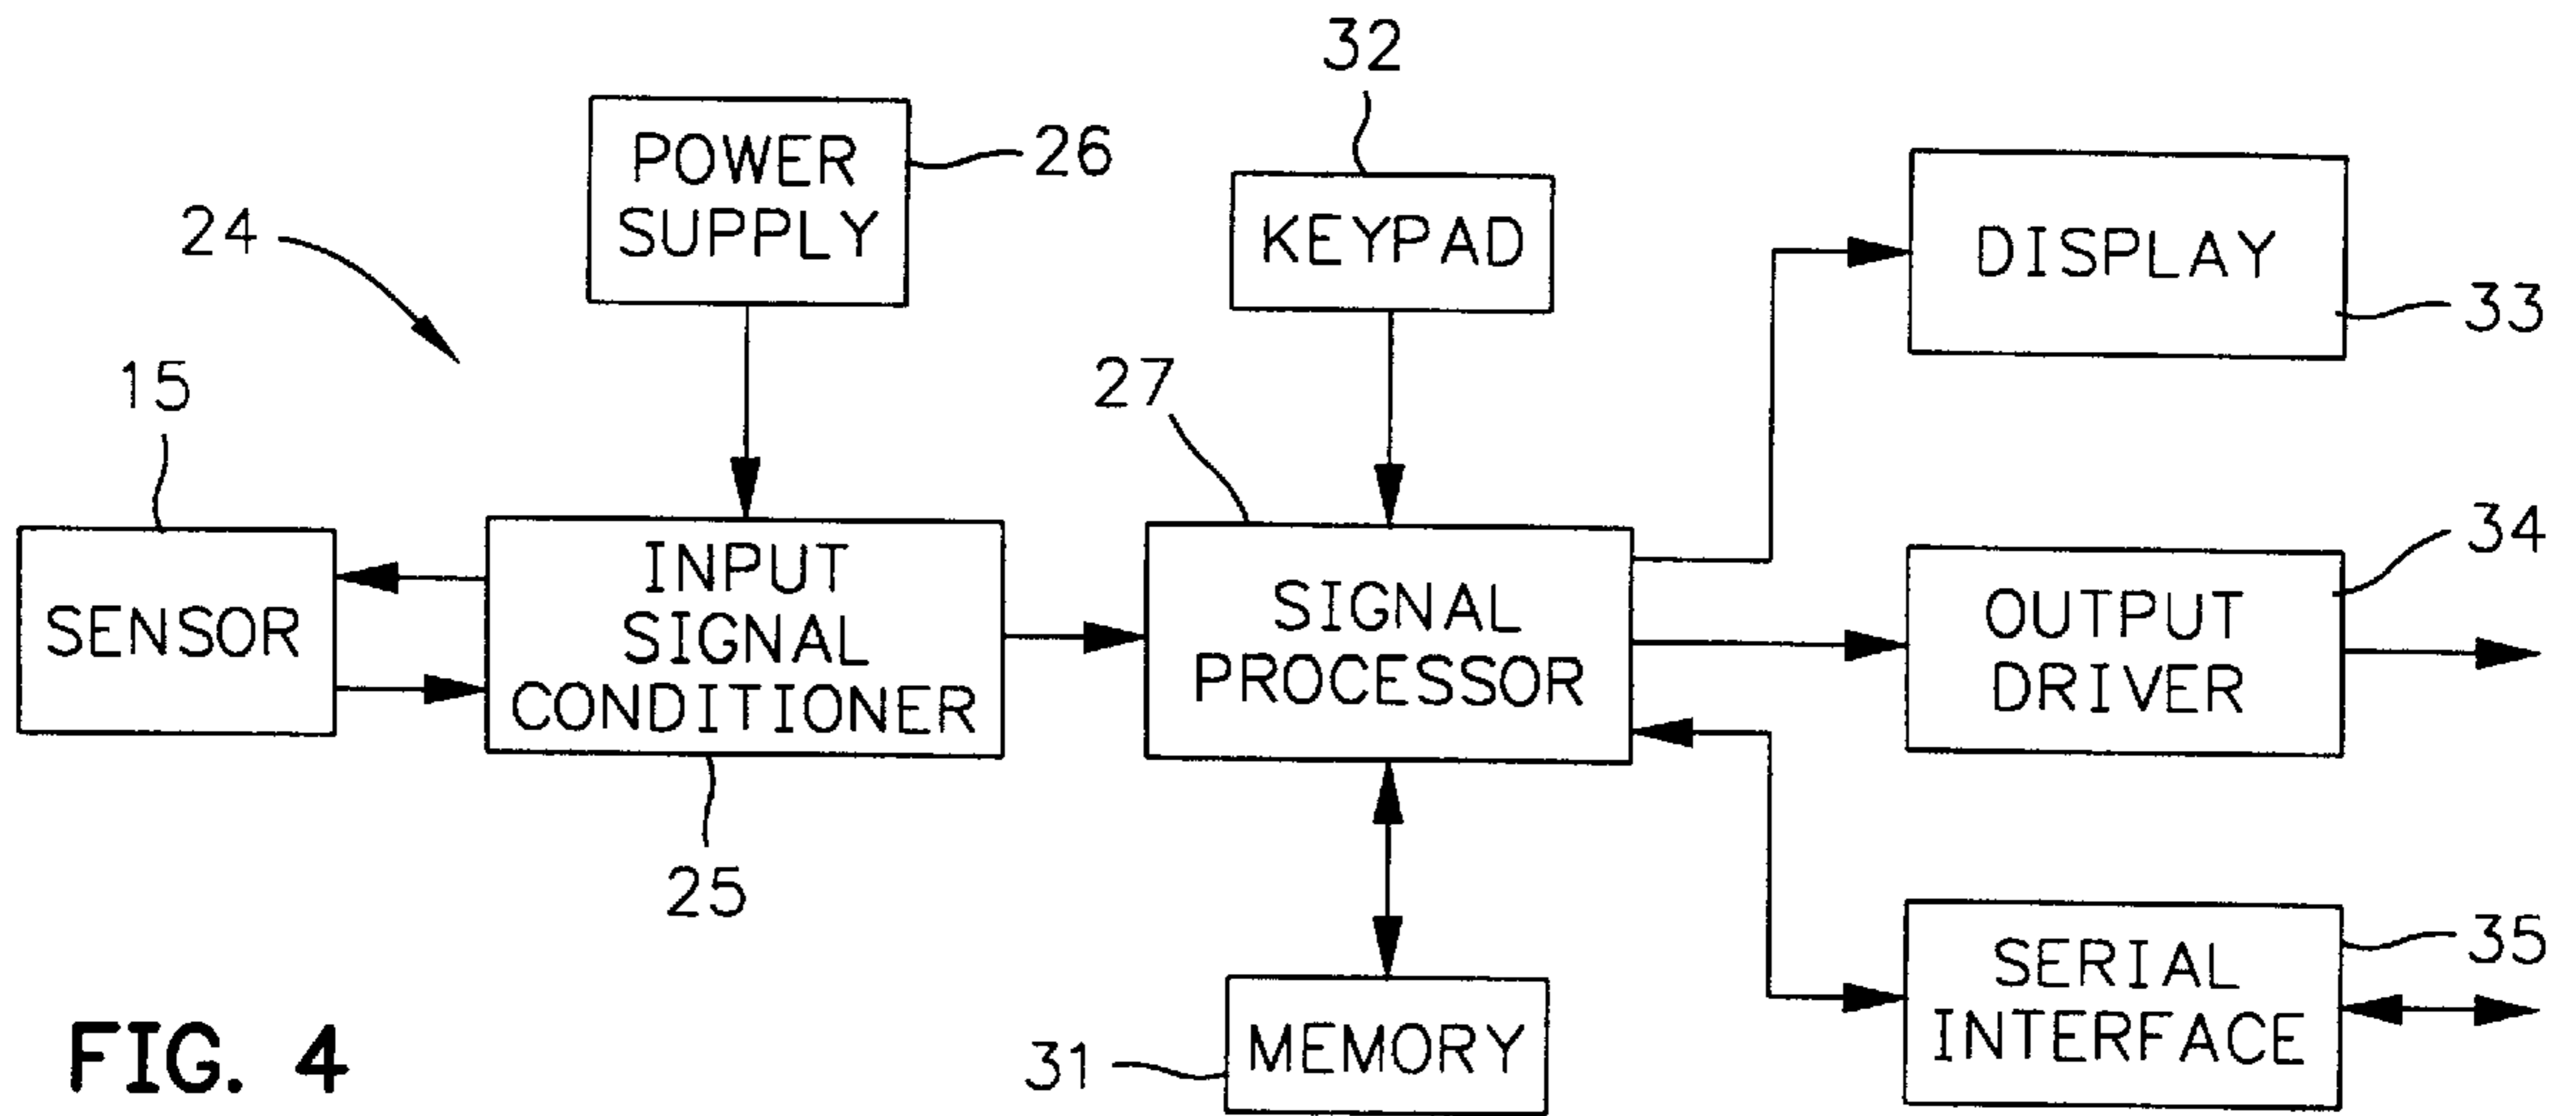 32
POWER
SUPPLY
26
KEYPAD
24
DISPLAY
33
15
27
SENSOR
INPUT
SIGNAL
CONDITIONER
SIGNAL
PROCESSOR
OUTPUT
DRIVER
34
25
SERIAL
INTERFACE
35
MEMORY
31
FIG. 4